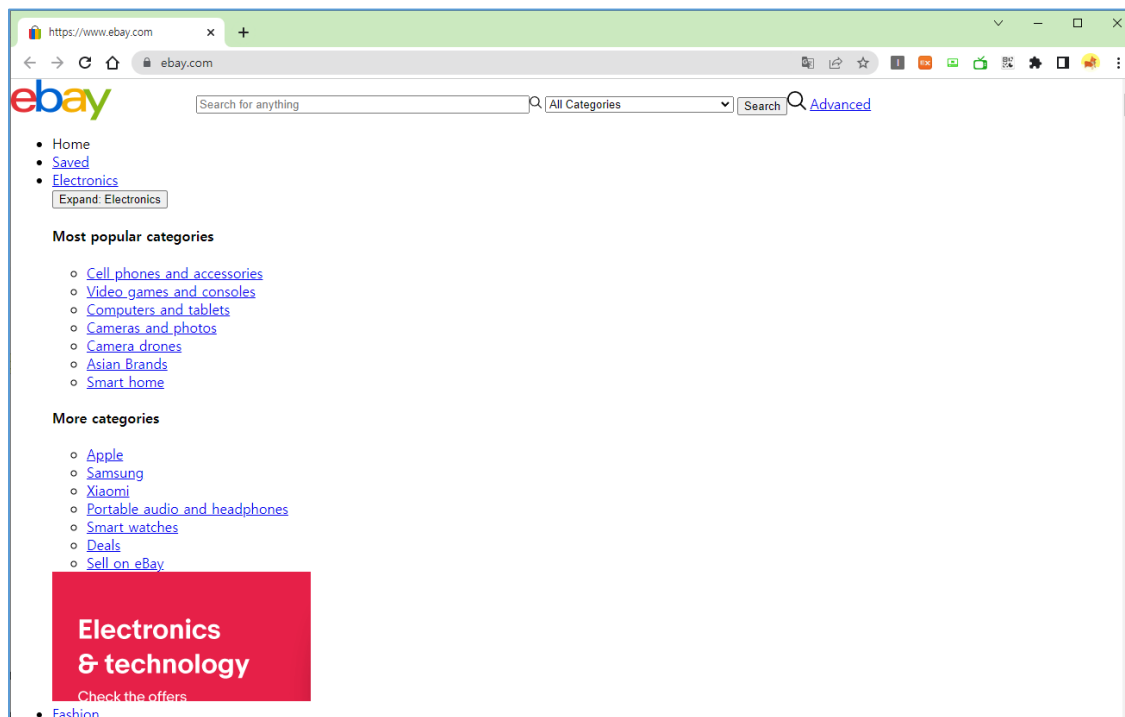 https://www.ebay.com
ebay.com
ebay
Search for anything
All Categories
Search
Advanced
Home
Saved
Electronics
Expand: Electronics
Most popular categories
Cell phones and accessories
Video games and consoles
Computers and tablets
Cameras and photos
Camera drones
Asian Brands
Smart home
More categories
Apple
Samsung
Xiaomi
Portable audio and headphones
Smart watches
Deals
Sell on eBay
Electronics
& technology
Check the offers
Fashion